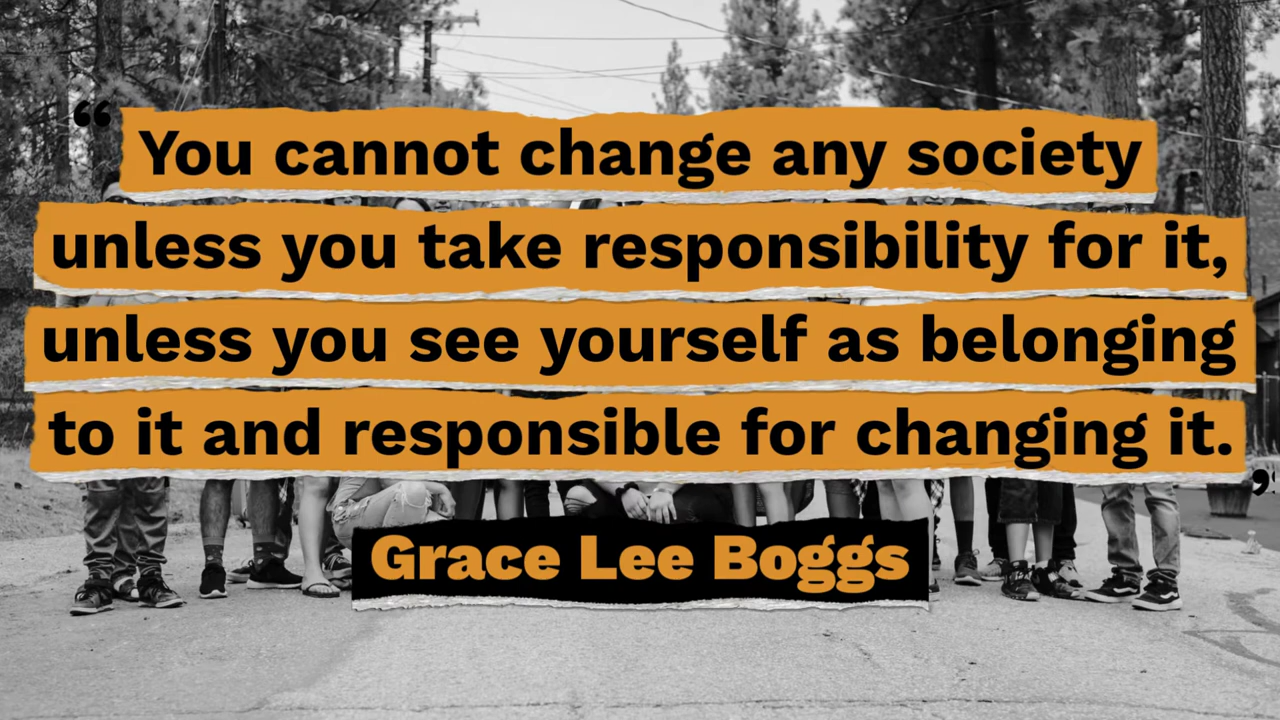 “You cannot change any society
unless you take responsibility for it,
unless you see yourself as belonging
to it and responsible for changing it.”
Grace Lee Boggs